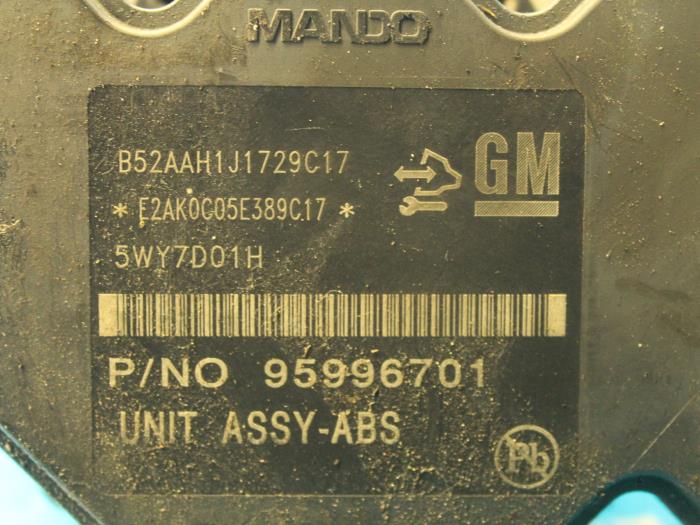 MANDO
B52AAH1J1729C17
GM
*E2AK0C05E389C17*
5WY7D01H
P/NO 95996701
UNIT ASSY-ABS
Pb